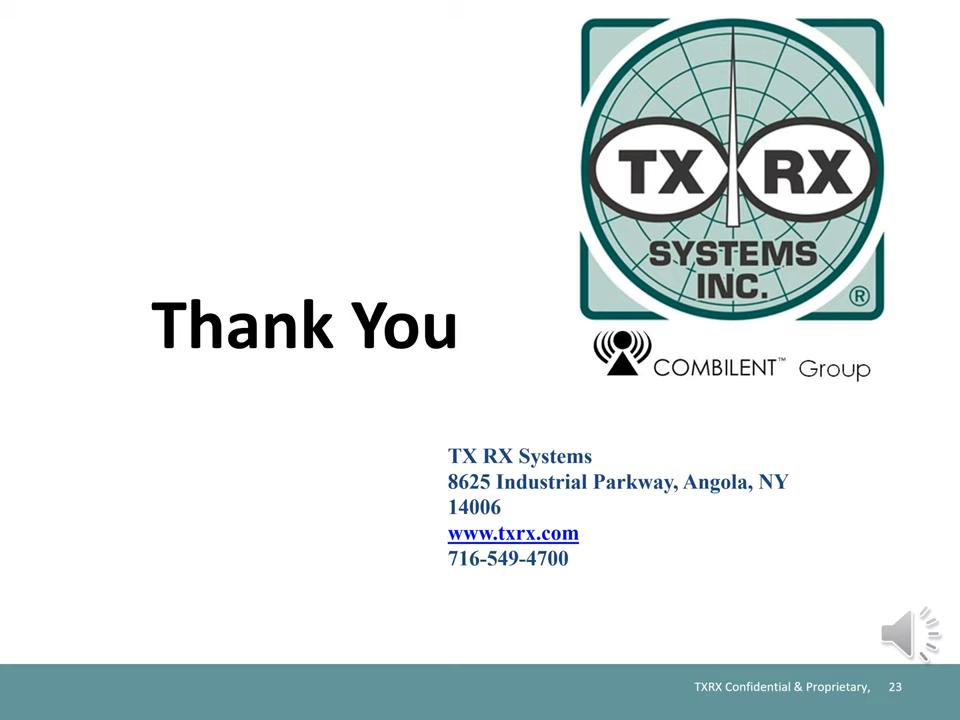 TX RX
SYSTEMS
INC.
®
COMBILENT™ Group
Thank You
TX RX Systems
8625 Industrial Parkway, Angola, NY
14006
www.txrx.com
716-549-4700
TXRX Confidential & Proprietary, 23